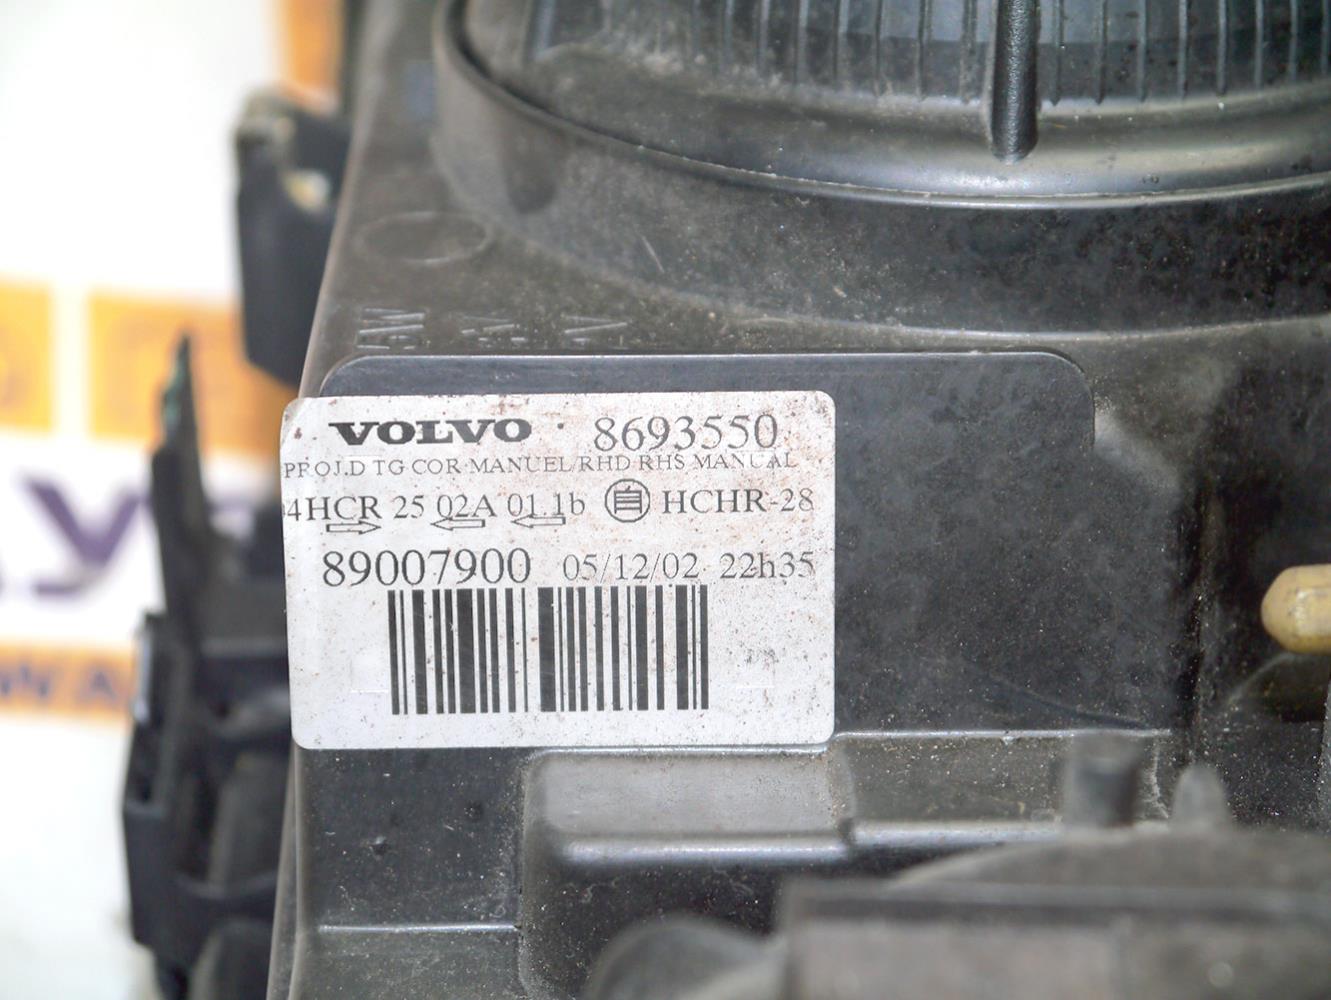 VOLVO 8693550
PROJ.D TG COR MANUEL/RHD RHS MANUAL
4HCR 25 02A 01.1b 自 HCHR-28
89007900 05/12/02 22h35